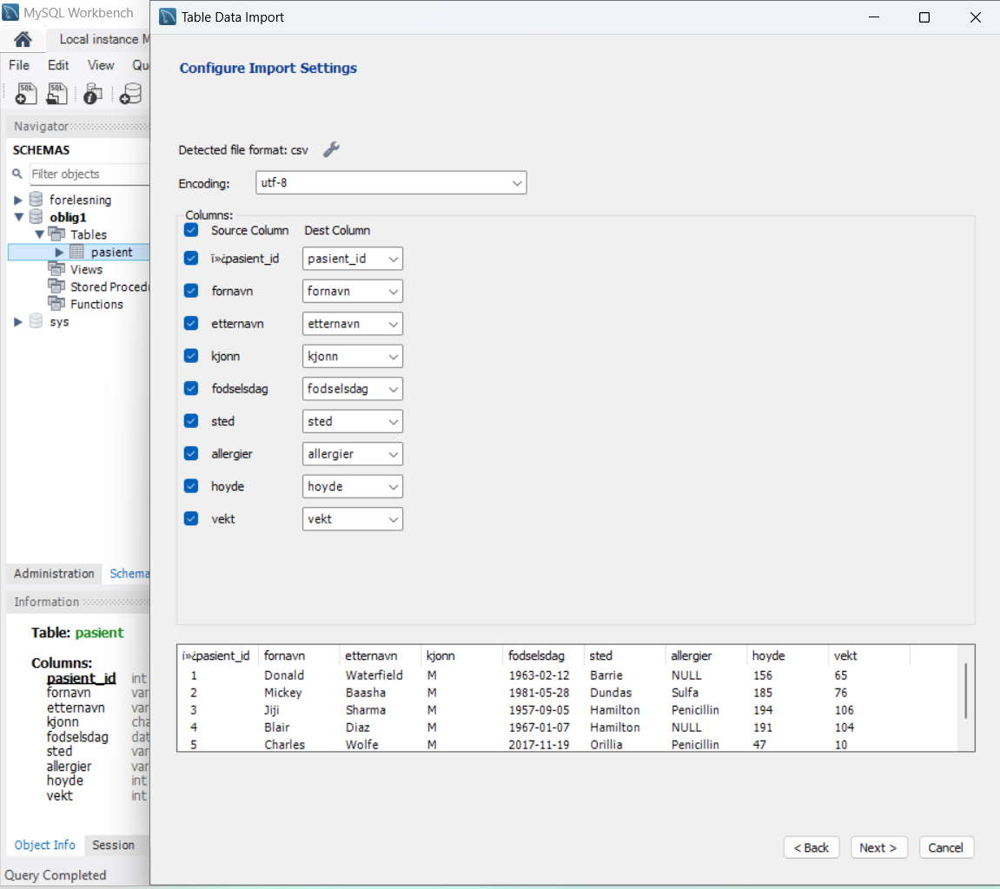 MySQL Workbench
Table Data Import
Local instance M
File Edit View Qu
Navigator
SCHEMAS
Filter objects
forelesning
oblig1
Tables
pasient
Views
Stored Procedu
Functions
sys
Administration Schema
Information
Table: pasient
Columns:
pasient_id int
fornavn var
etternavn var
kjonn cha
fodselsdag dat
sted var
allergier var
hoyde int
vekt int
Object Info Session
Query Completed
Configure Import Settings
Detected file format: csv
Encoding: utf-8
Columns:
Source Column Dest Column
ï»¿pasient_id pasient_id
fornavn fornavn
etternavn etternavn
kjonn kjonn
fodselsdag fodselsdag
sted sted
allergier allergier
hoyde hoyde
vekt vekt
ï»¿pasient_id fornavn etternavn kjonn fodselsdag sted allergier hoyde vekt
1 Donald Waterfield M 1963-02-12 Barrie NULL 156 65
2 Mickey Baasha M 1981-05-28 Dundas Sulfa 185 76
3 Jiji Sharma M 1957-09-05 Hamilton Penicillin 194 106
4 Blair Diaz M 1967-01-07 Hamilton NULL 191 104
5 Charles Wolfe M 2017-11-19 Orillia Penicillin 47 10
< Back Next > Cancel